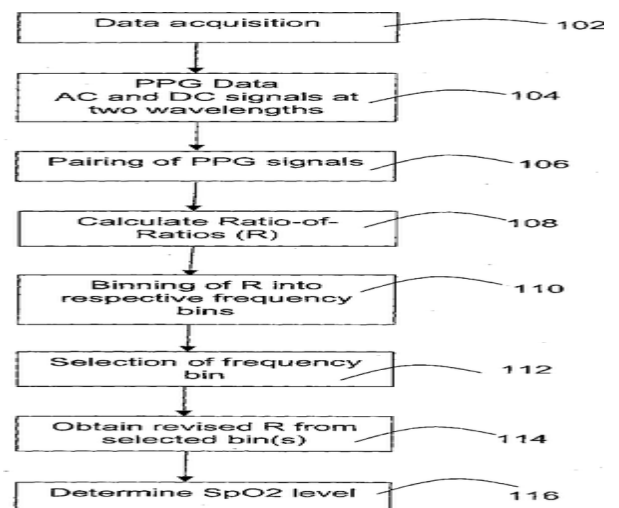 Data acquisition
102
PPG Data
AC and DC signals at
two wavelengths
104
Pairing of PPG signals
106
Calculate Ratio-of-
Ratios (R)
108
Binning of R into
respective frequency
bins
110
Selection of frequency
bin
112
Obtain revised R from
selected bin(s)
114
Determine SpO2 level
116